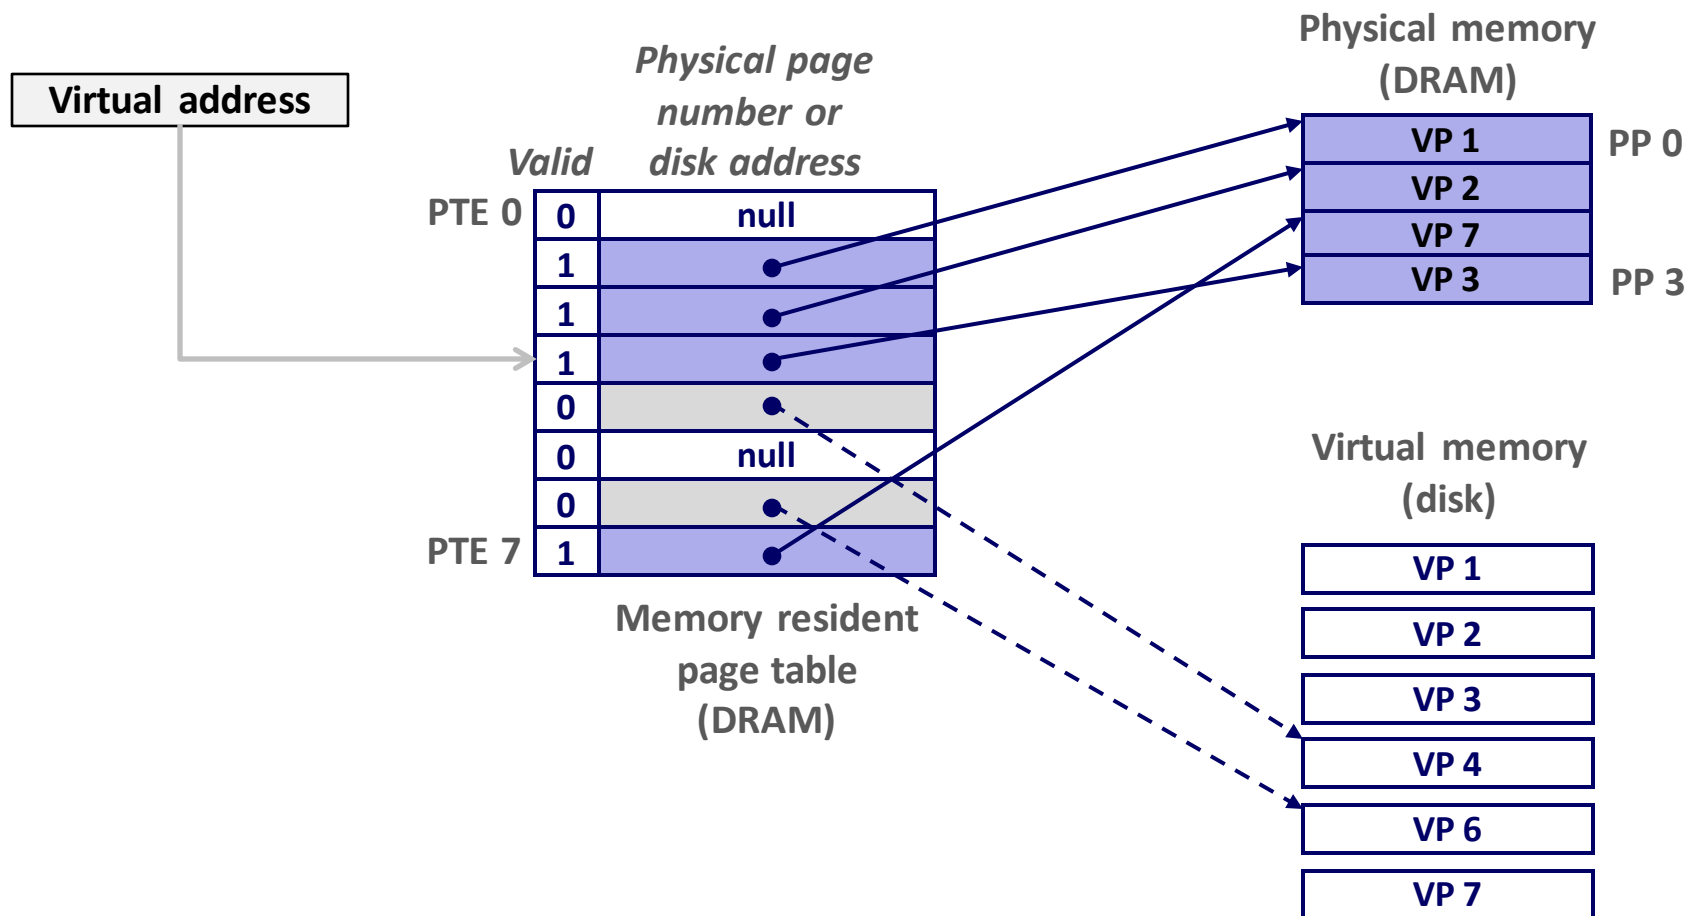 Virtual address
Physical page
number or
disk address
Valid
PTE 0
0 null
1
1
1
0
0 null
0
PTE 7 1
Memory resident
page table
(DRAM)
Physical memory
(DRAM)
VP 1 PP 0
VP 2
VP 7
VP 3 PP 3
Virtual memory
(disk)
VP 1
VP 2
VP 3
VP 4
VP 6
VP 7